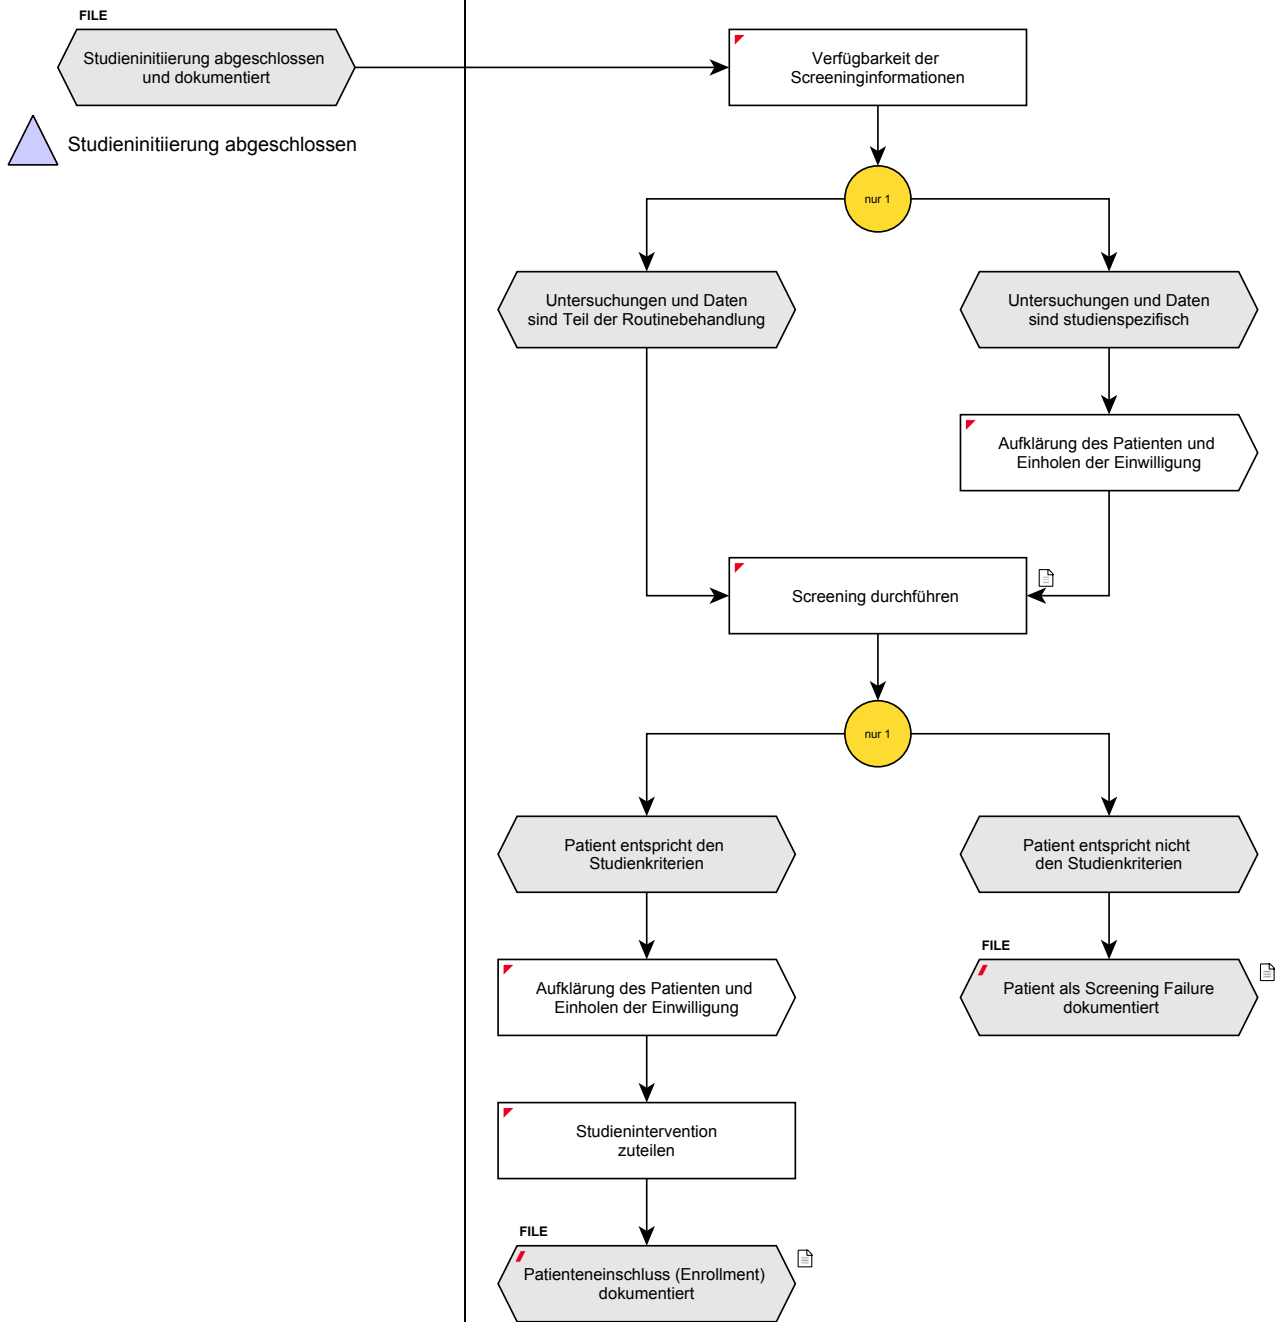 FILE
Studieninitiierung abgeschlossen
und dokumentiert
Studieninitiierung abgeschlossen
Verfügbarkeit der
Screeninginformationen
nur 1
Untersuchungen und Daten
sind Teil der Routinebehandlung
Untersuchungen und Daten
sind studienspezifisch
Aufklärung des Patienten und
Einholen der Einwilligung
Screening durchführen
nur 1
Patient entspricht den
Studienkriterien
Patient entspricht nicht
den Studienkriterien
Aufklärung des Patienten und
Einholen der Einwilligung
FILE
Patient als Screening Failure
dokumentiert
Studienintervention
zuteilen
FILE
Patienteneinschluss (Enrollment)
dokumentiert